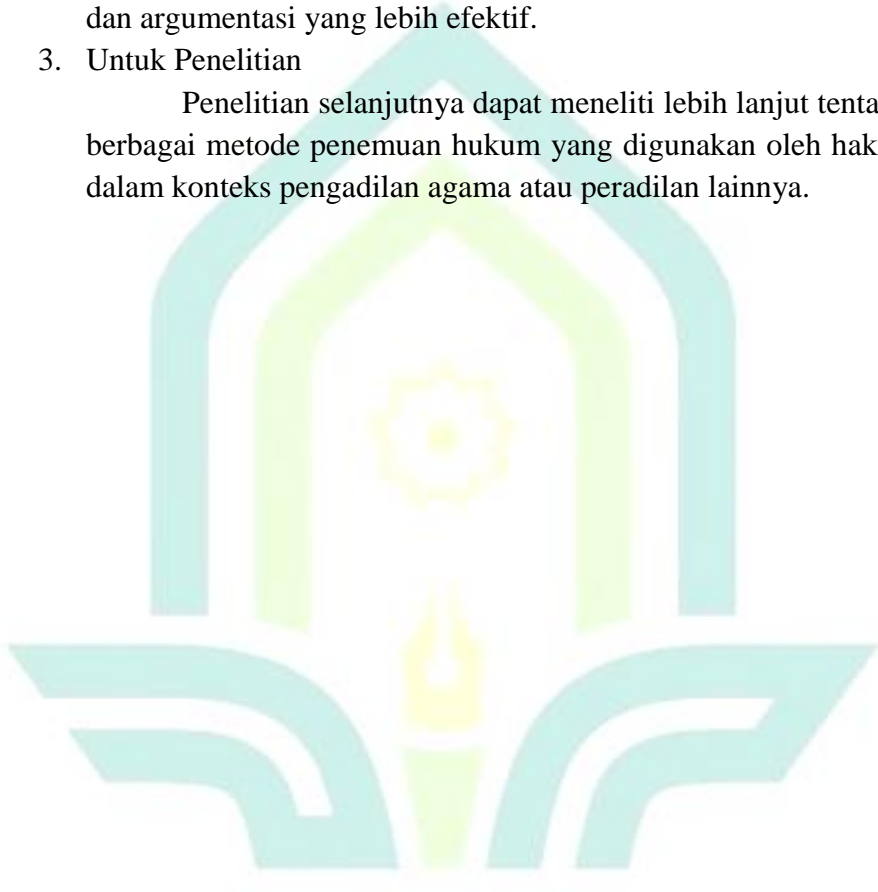 dan argumentasi yang lebih efektif.
3. Untuk Penelitian
Penelitian selanjutnya dapat meneliti lebih lanjut tenta
berbagai metode penemuan hukum yang digunakan oleh hak
dalam konteks pengadilan agama atau peradilan lainnya.